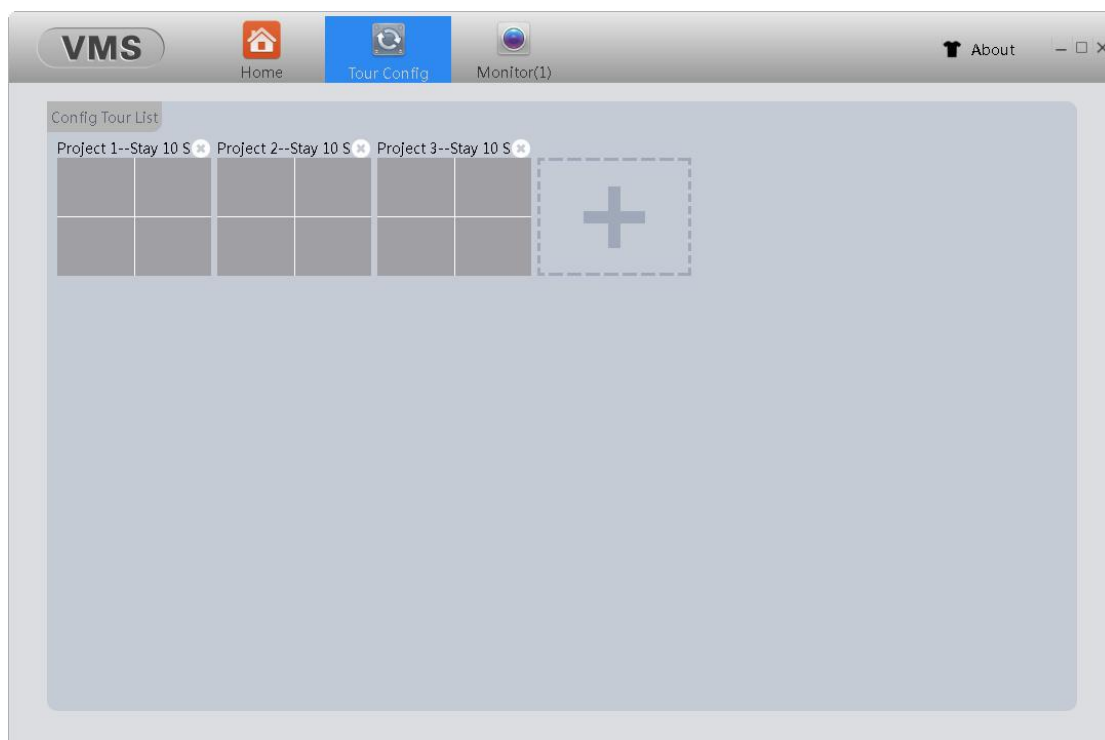 VMS
Home
Tour Config
Monitor(1)
About
Config Tour List
Project 1--Stay 10 S
Project 2--Stay 10 S
Project 3--Stay 10 S